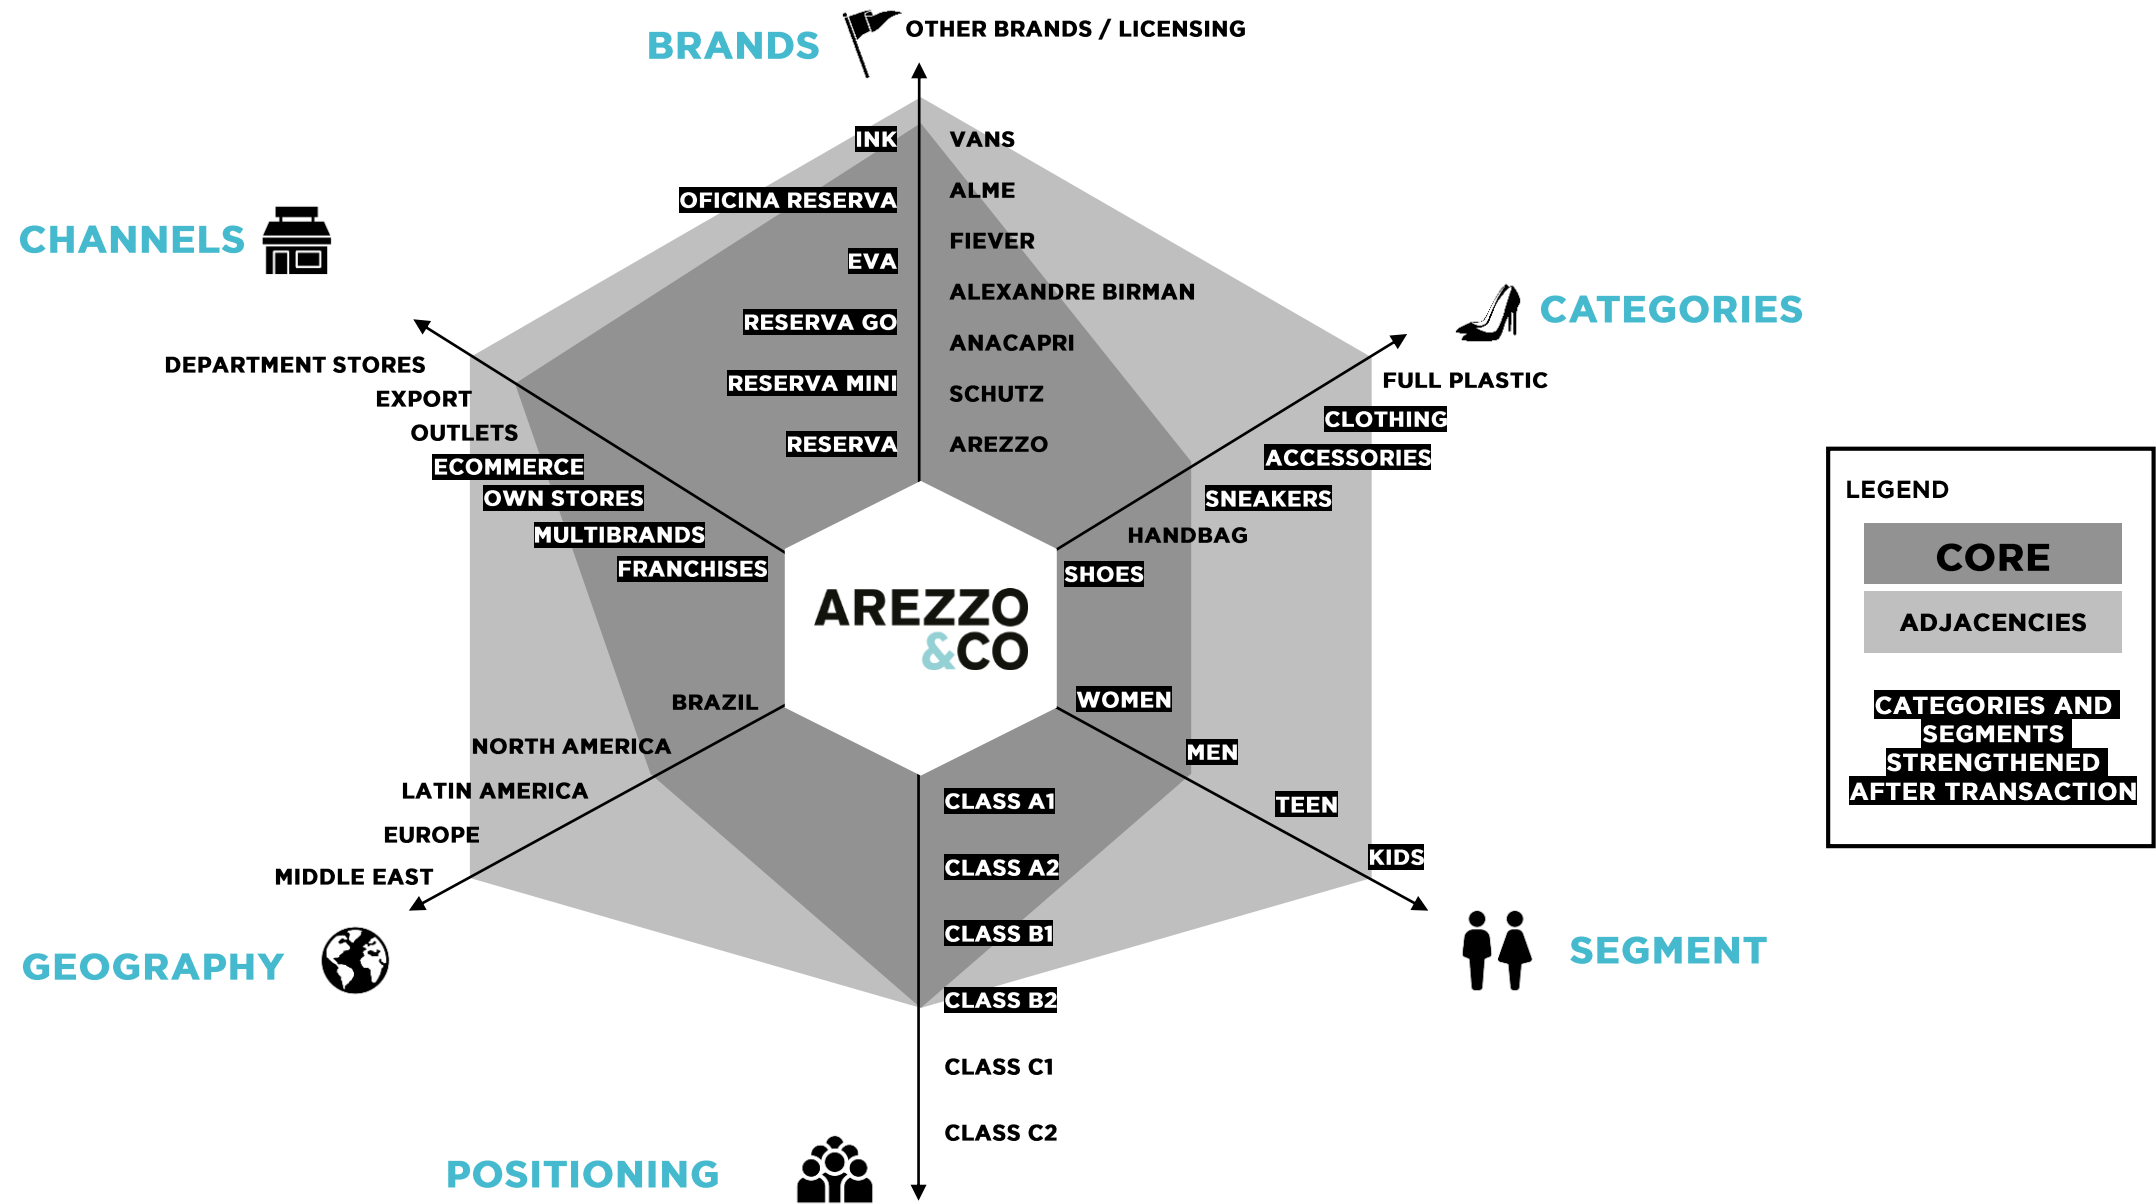 BRANDS
OTHER BRANDS / LICENSING
INK
OFICINA RESERVA
EVA
RESERVA GO
RESERVA MINI
RESERVA
VANS
ALME
FIEVER
ALEXANDRE BIRMAN
ANACAPRI
SCHUTZ
AREZZO
CHANNELS
DEPARTMENT STORES
EXPORT
OUTLETS
ECOMMERCE
OWN STORES
MULTIBRANDS
FRANCHISES
CATEGORIES
FULL PLASTIC
CLOTHING
ACCESSORIES
SNEAKERS
HANDBAG
SHOES
AREZZO
&CO
BRAZIL
NORTH AMERICA
LATIN AMERICA
EUROPE
MIDDLE EAST
GEOGRAPHY
WOMEN
MEN
TEEN
KIDS
SEGMENT
CLASS A1
CLASS A2
CLASS B1
CLASS B2
CLASS C1
CLASS C2
POSITIONING
LEGEND
CORE
ADJACENCIES
CATEGORIES AND
SEGMENTS
STRENGTHENED
AFTER TRANSACTION